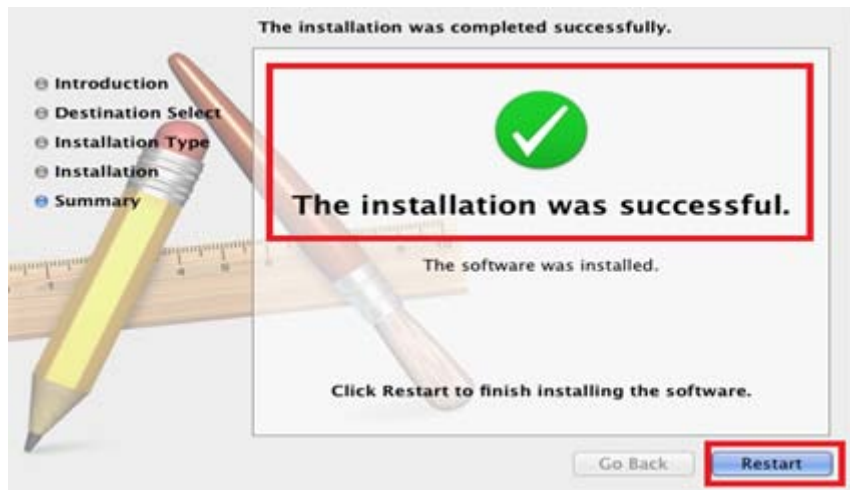 The installation was completed successfully.
Introduction
Destination Select
Installation Type
Installation
Summary
The installation was successful.
The software was installed.
Click Restart to finish installing the software.
Go Back
Restart